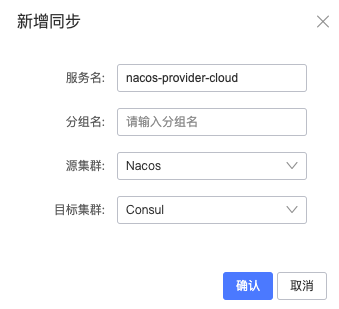 新增同步
服务名: nacos-provider-cloud
分组名: 请输入分组名
源集群: Nacos
目标集群: Consul
确认 取消